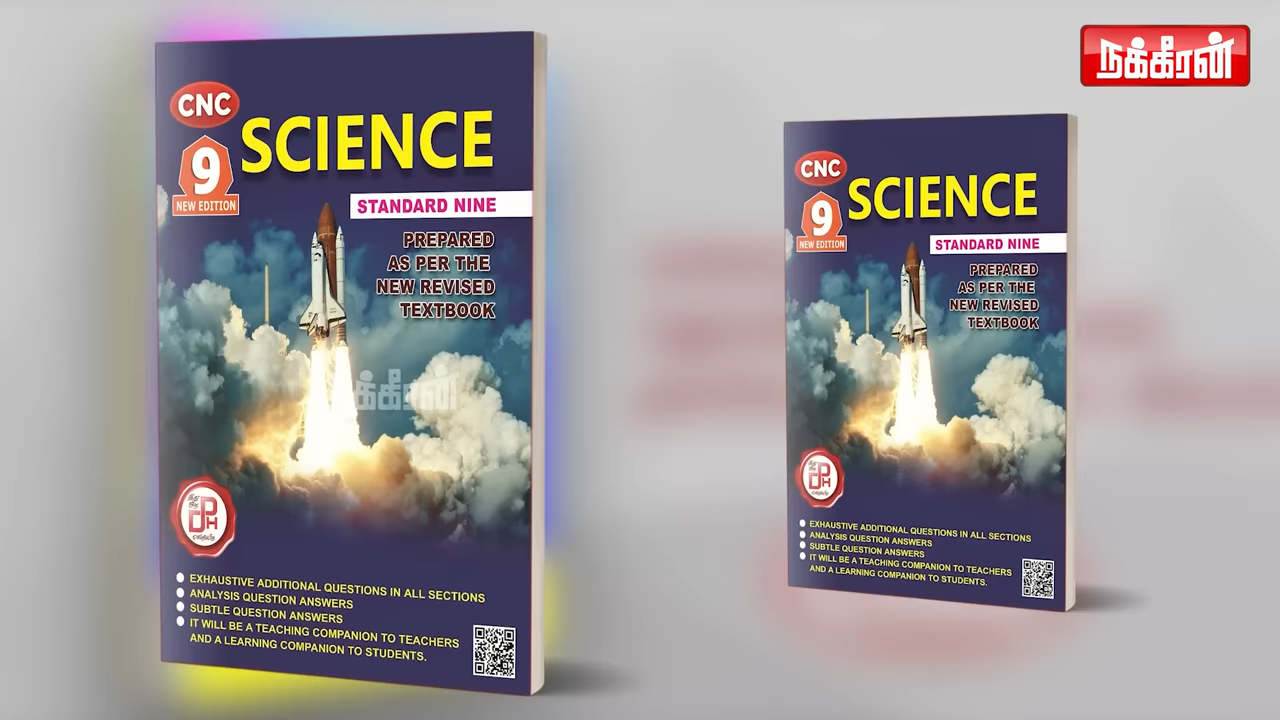 நக்கீரன்
CNC
SCIENCE
9
NEW EDITION
STANDARD NINE
PREPARED
AS PER THE
NEW REVISED
TEXTBOOK
க்கீரன்
DPH
EXHAUSTIVE ADDITIONAL QUESTIONS IN ALL SECTIONS
ANALYSIS QUESTION ANSWERS
SUBTLE QUESTION ANSWERS
IT WILL BE A TEACHING COMPANION TO TEACHERS
AND A LEARNING COMPANION TO STUDENTS.
CNC
SCIENCE
9
NEW EDITION
STANDARD NINE
PREPARED
AS PER THE
NEW REVISED
TEXTBOOK
DPH
EXHAUSTIVE ADDITIONAL QUESTIONS IN ALL SECTIONS
ANALYSIS QUESTION ANSWERS
SUBTLE QUESTION ANSWERS
IT WILL BE A TEACHING COMPANION TO TEACHERS
AND A LEARNING COMPANION TO STUDENTS.